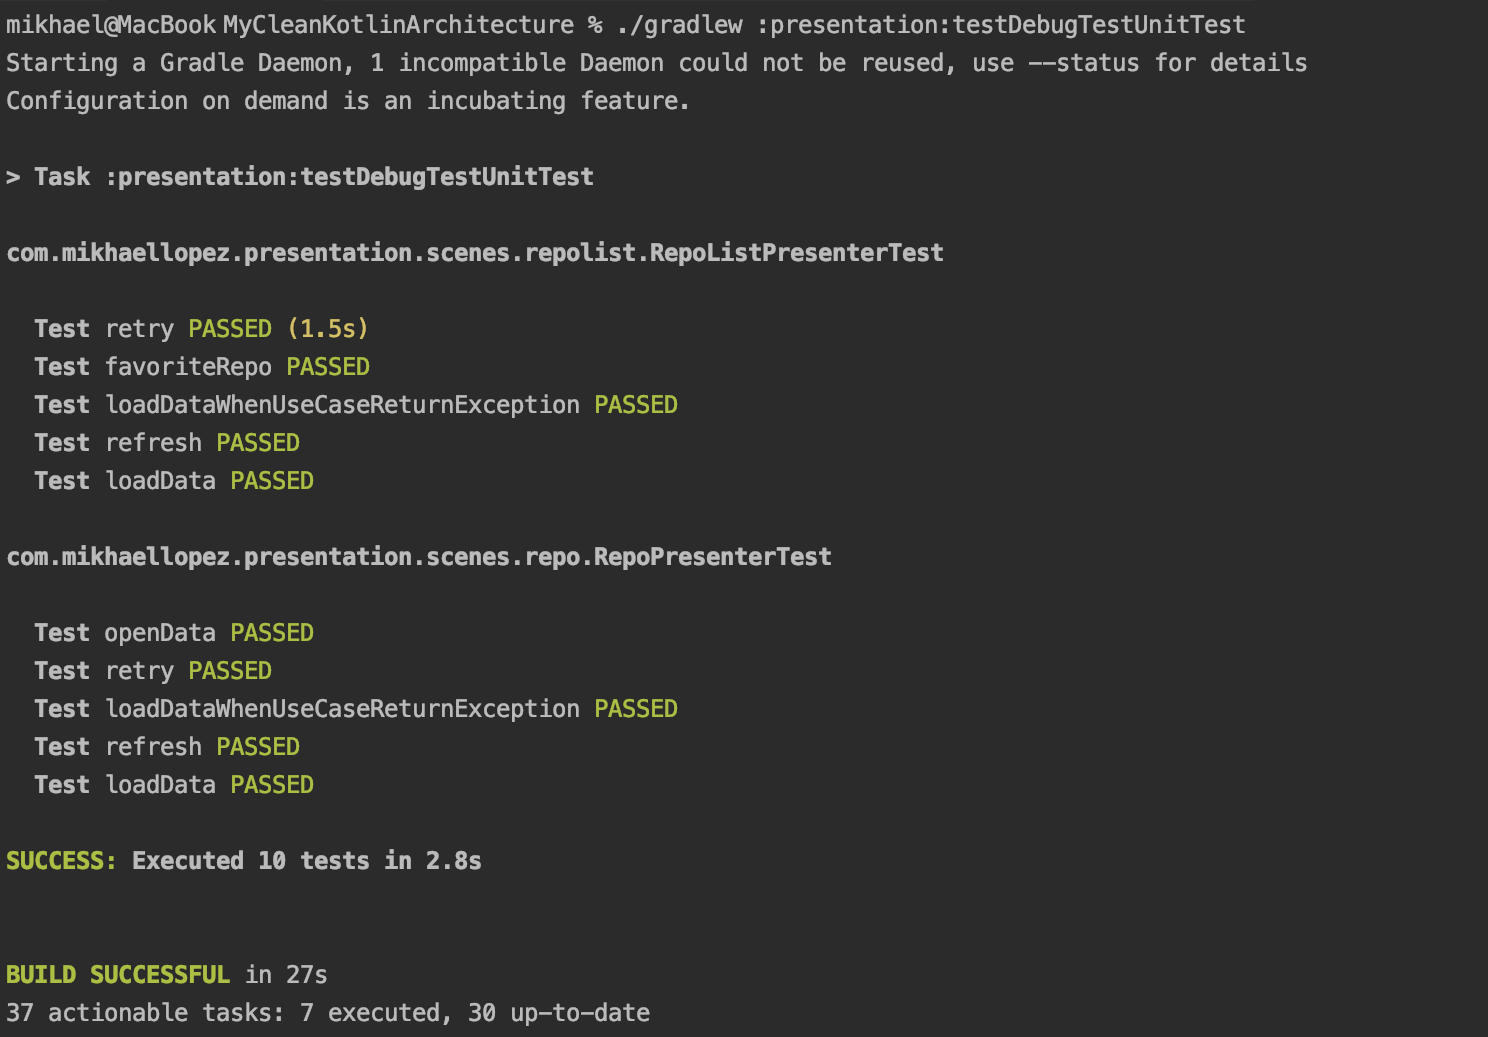 mikhael@MacBook MyCleanKotlinArchitecture % ./gradlew :presentation:testDebugTestUnitTest
Starting a Gradle Daemon, 1 incompatible Daemon could not be reused, use --status for details
Configuration on demand is an incubating feature.
> Task :presentation:testDebugTestUnitTest
com.mikhaellopez.presentation.scenes.repolist.RepoListPresenterTest
Test retry PASSED (1.5s)
Test favoriteRepo PASSED
Test loadDataWhenUseCaseReturnException PASSED
Test refresh PASSED
Test loadData PASSED
com.mikhaellopez.presentation.scenes.repo.RepoPresenterTest
Test openData PASSED
Test retry PASSED
Test loadDataWhenUseCaseReturnException PASSED
Test refresh PASSED
Test loadData PASSED
SUCCESS: Executed 10 tests in 2.8s
BUILD SUCCESSFUL in 27s
37 actionable tasks: 7 executed, 30 up-to-date